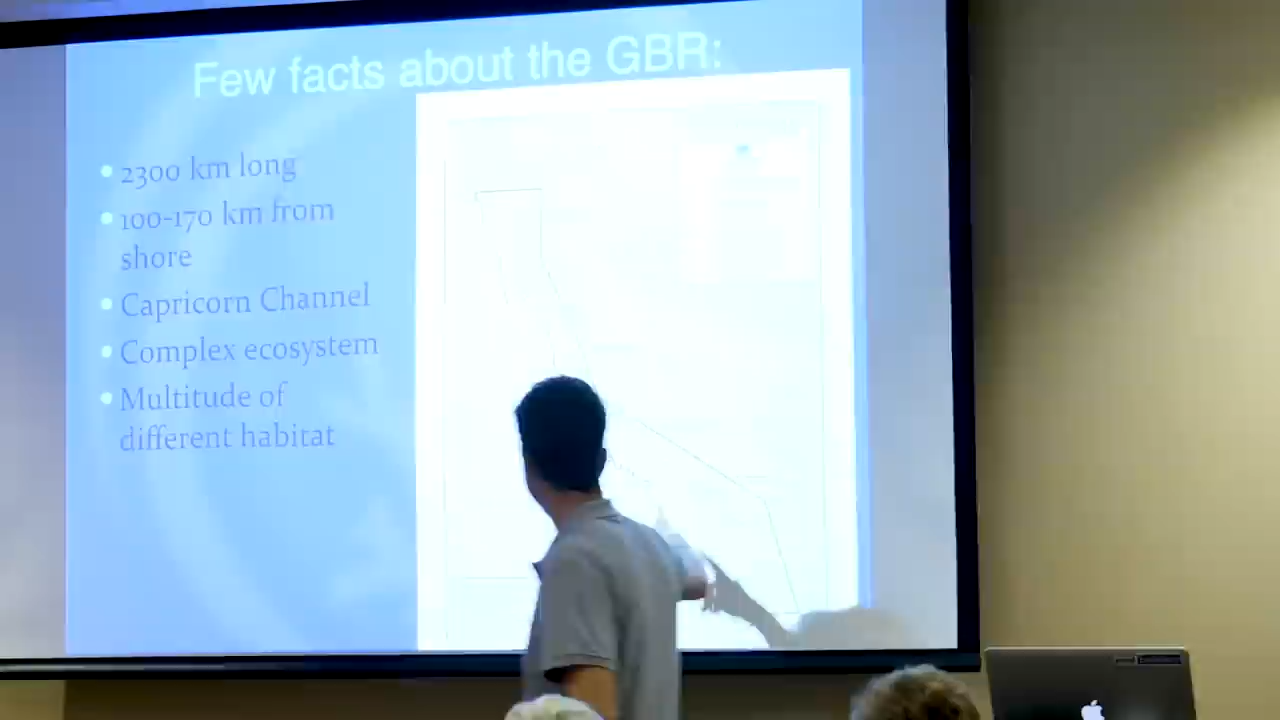 Few facts about the GBR:
2300 km long
100-170 km from
shore
Capricorn Channel
Complex ecosystem
Multitude of
different habitat